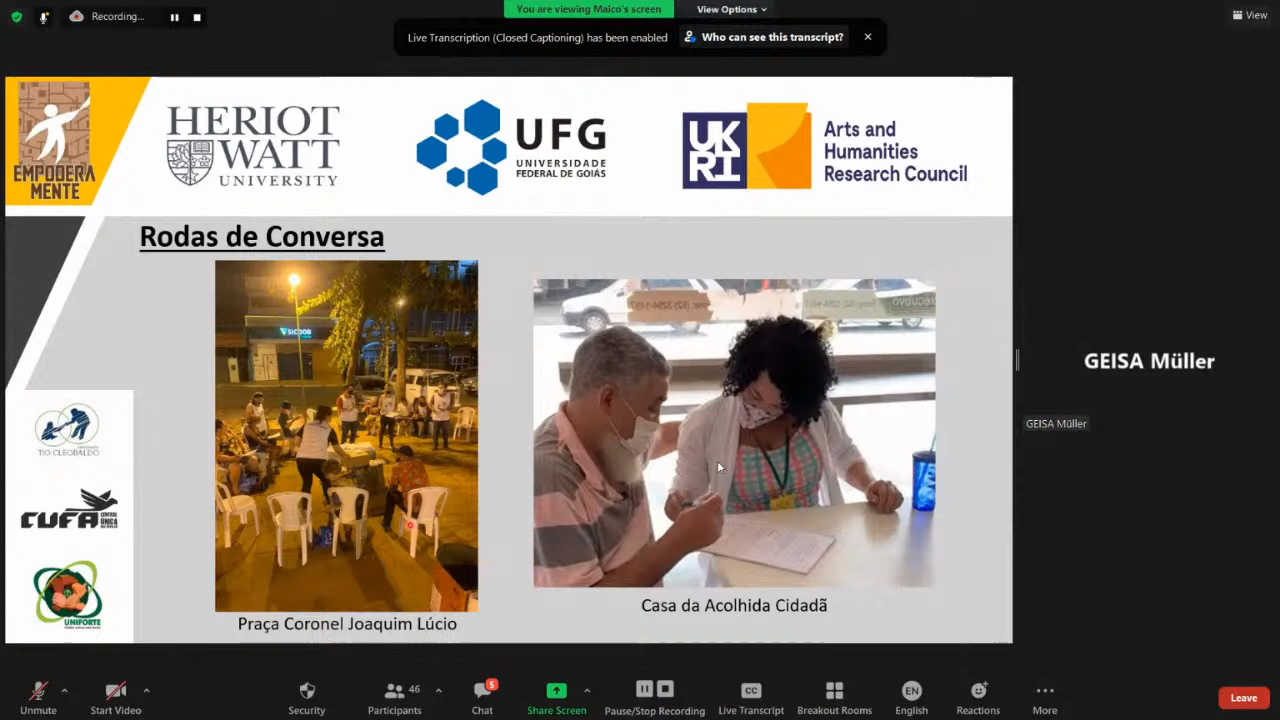 Recording...
You are viewing Maico's screen
View Options
View
Live Transcription (Closed Captioning) has been enabled
Who can see this transcript?
EMPODERA
MENTE
HERIOT
WATT
UNIVERSITY
UFG
UNIVERSIDADE
FEDERAL DE GOIÁS
UK
RI
Arts and
Humanities
Research Council
Rodas de Conversa
SICOOB
TIO CLEOBALDO
CUFA
CENTRAL
ÚNICA
UNIFORTE
Praça Coronel Joaquim Lúcio
Casa da Acolhida Cidadã
GEISA Müller
GEISA Müller
Unmute
Start Video
Security
46
Participants
5
Chat
Share Screen
Pause/Stop Recording
CC
Live Transcript
Breakout Rooms
EN
English
Reactions
More
Leave